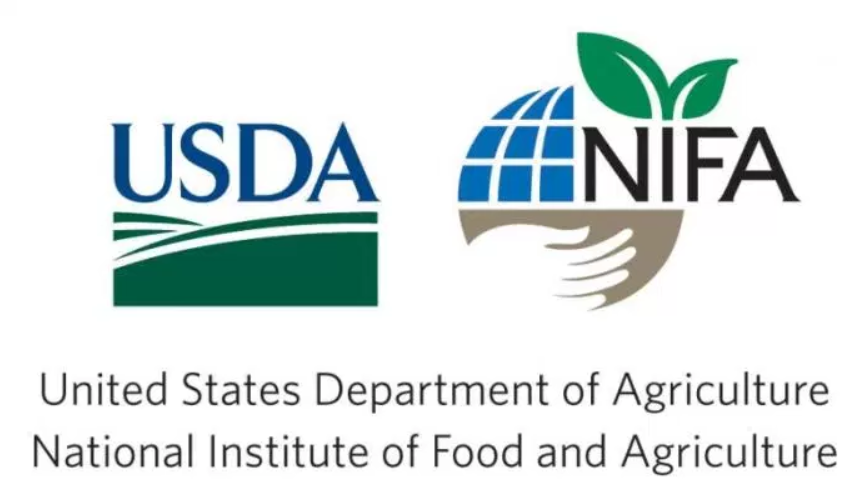 USDA NIFA
United States Department of Agriculture
National Institute of Food and Agriculture